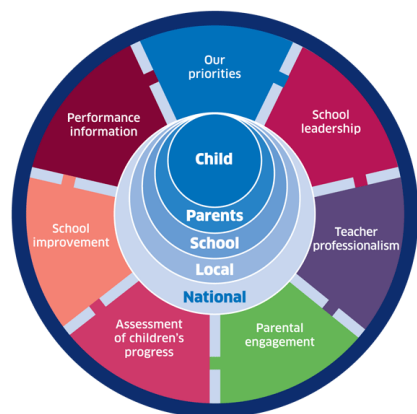 Our
priorities
School
leadership
Teacher
professionalism
Parental
engagement
Assessment
of children's
progress
School
improvement
Performance
information
Child
Parents
School
Local
National